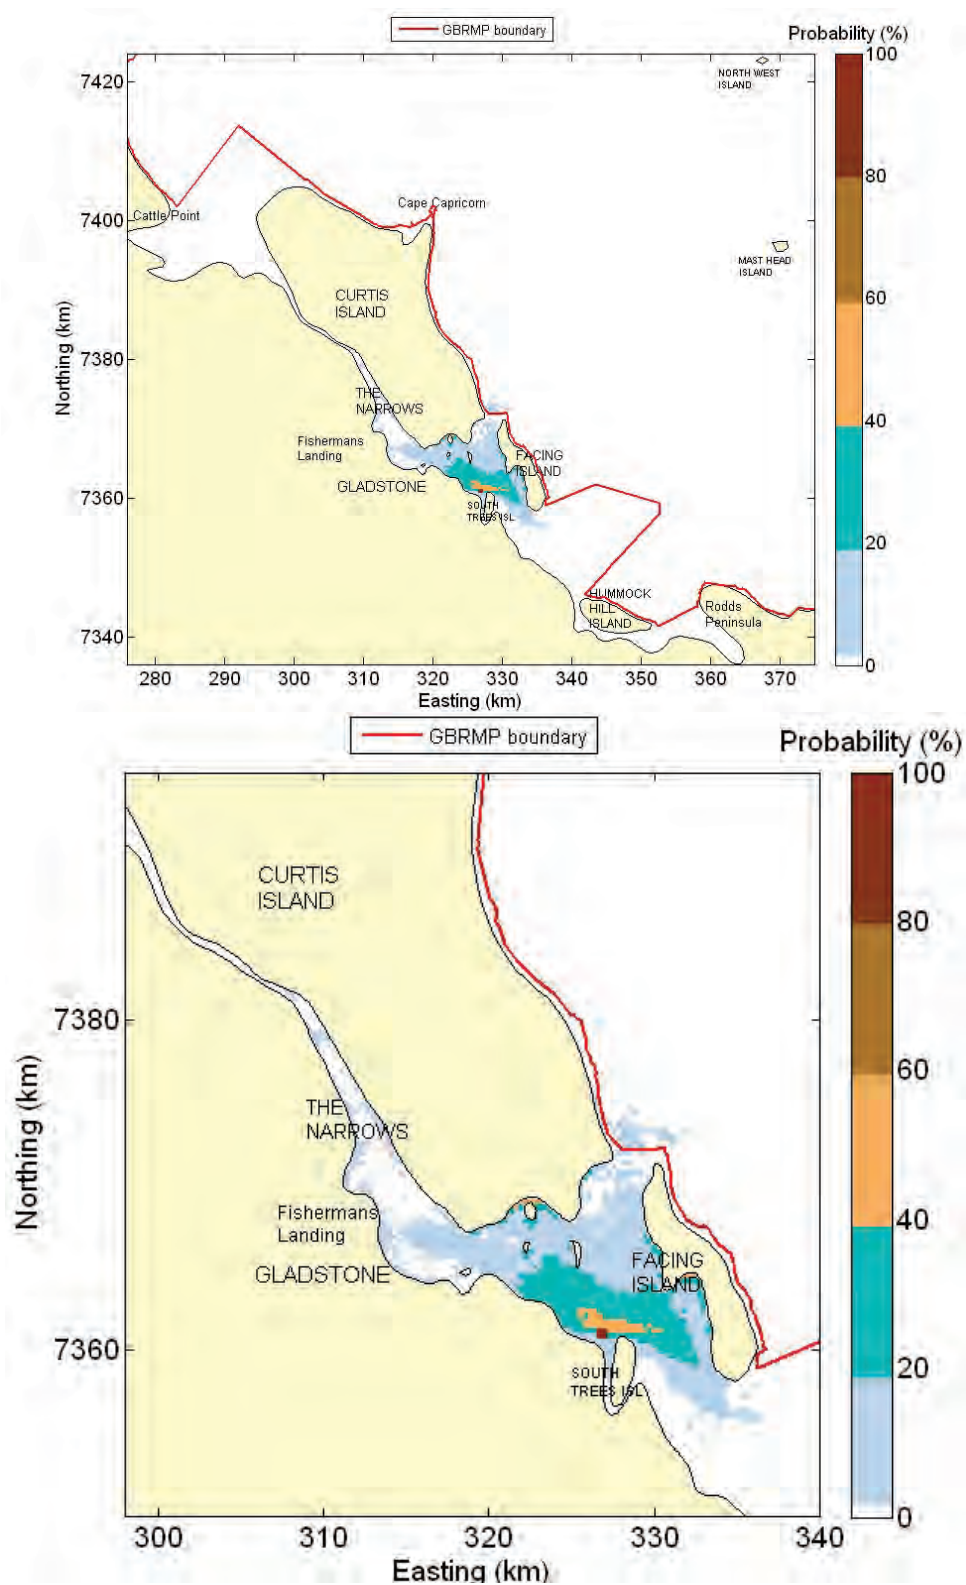 GBRMP boundary
Probability (%)
100
80
60
40
20
0
7420
7400
7380
7360
7340
Northing (km)
NORTH WEST
ISLAND
Cattle Point
Cape Capricorn
MAST HEAD
ISLAND
CURTIS
ISLAND
THE
NARROWS
Fishermans
Landing
FACING
ISLAND
GLADSTONE
SOUTH
TREES ISL
HUMMOCK
HILL
ISLAND
Rodds
Peninsula
280 290 300 310 320 330 340 350 360 370
Easting (km)
GBRMP boundary
Probability (%)
100
80
60
40
20
0
7380
7360
Northing (km)
CURTIS
ISLAND
THE
NARROWS
Fishermans
Landing
GLADSTONE
FACING
ISLAND
SOUTH
TREES ISL
300 310 320 330 340
Easting (km)